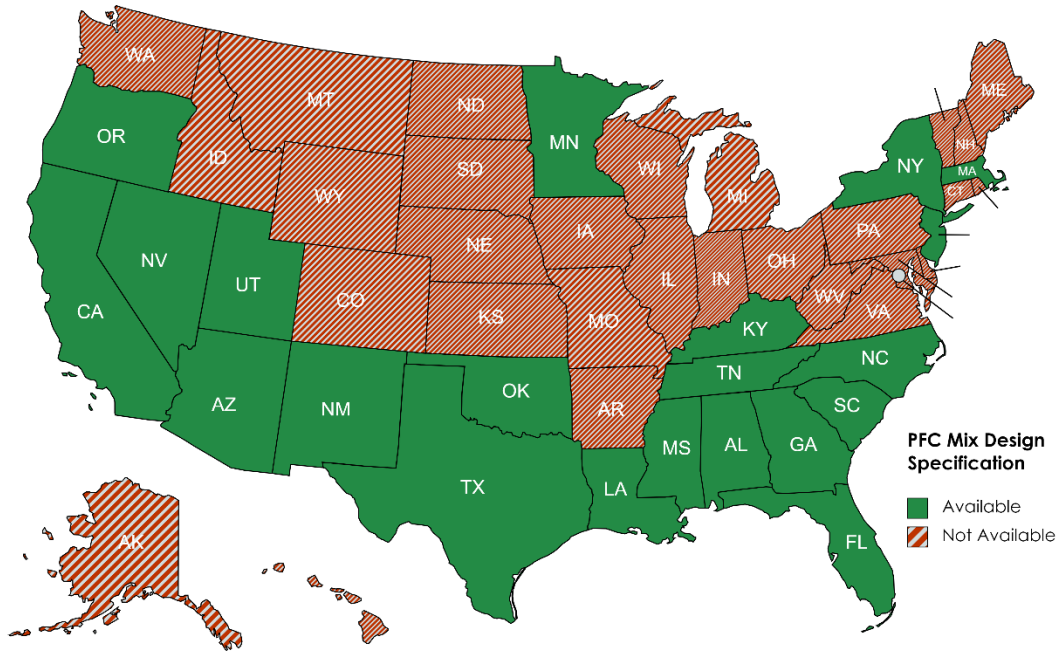 WA
MT
ND
ME
OR
MN
ID
SD
WI
NH
NY
MA
WY
MI
CT
IA
PA
NE
NV
IL
IN
OH
UT
CO
WV
CA
KS
MO
VA
KY
NC
TN
OK
AZ
NM
AR
SC
MS
AL
GA
PFC Mix Design
Specification
TX
LA
Available
Not Available
FL
AK